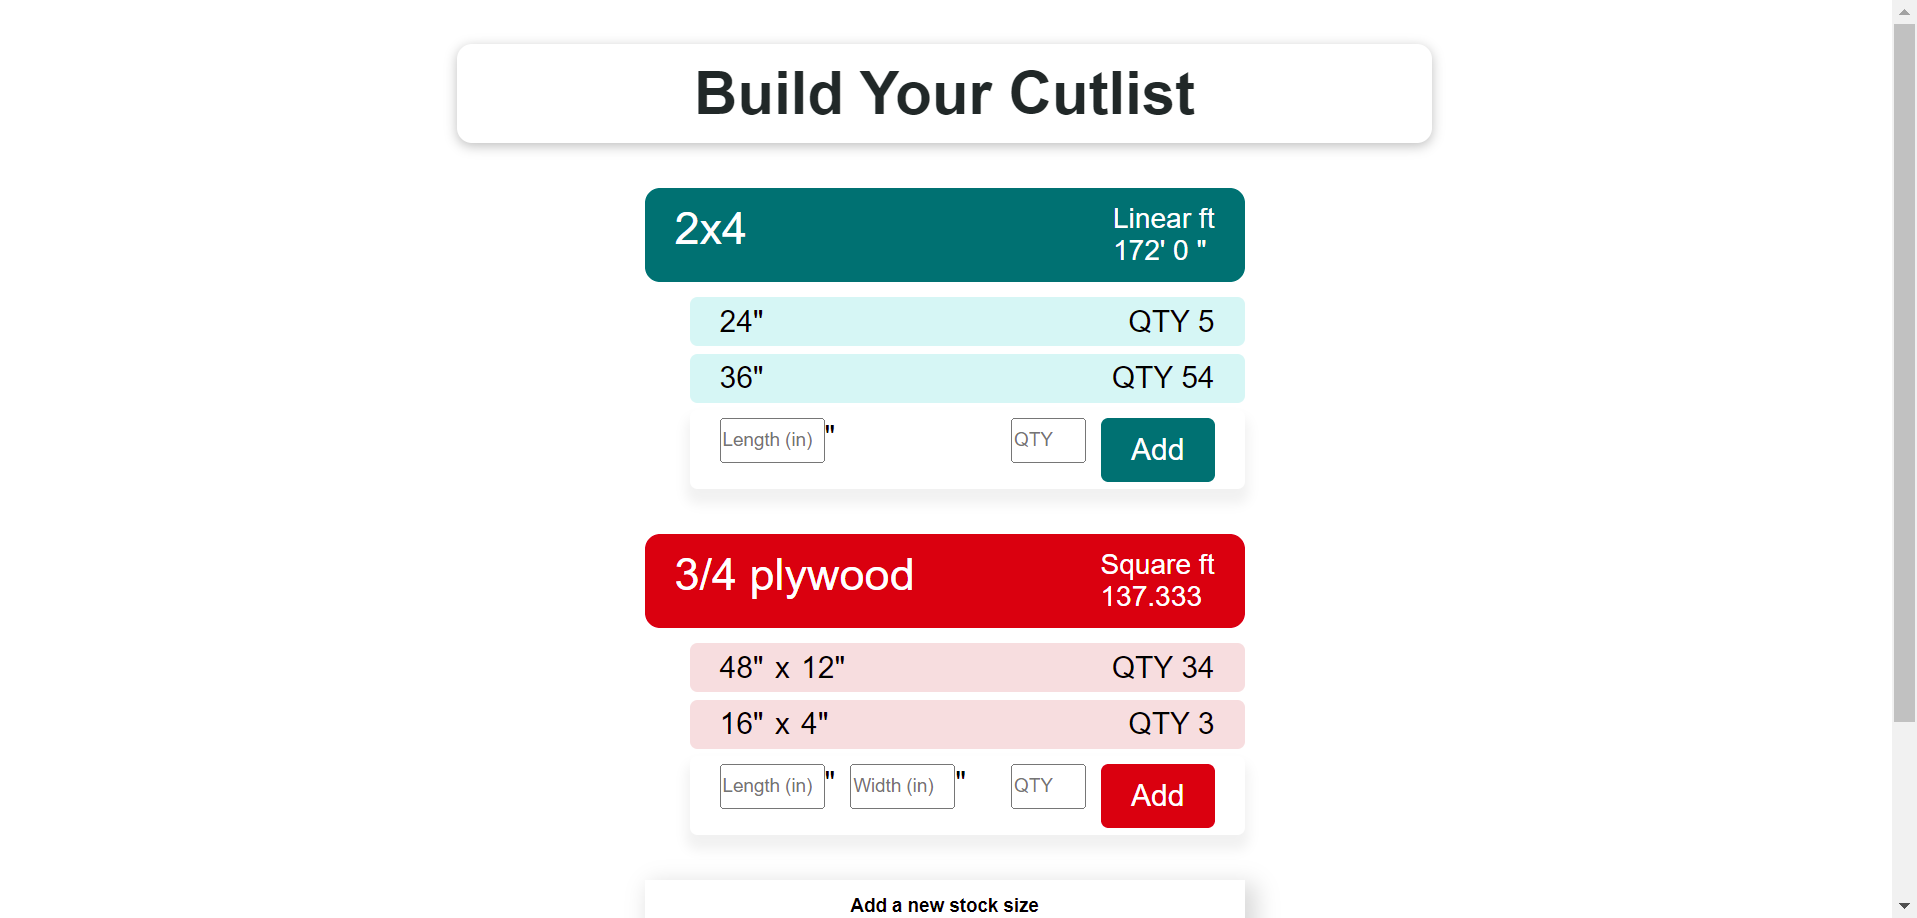 Build Your Cutlist
2x4
Linear ft
172' 0 "
24" QTY 5
36" QTY 54
Length (in) " QTY Add
3/4 plywood
Square ft
137.333
48" x 12" QTY 34
16" x 4" QTY 3
Length (in) " Width (in) " QTY Add
Add a new stock size